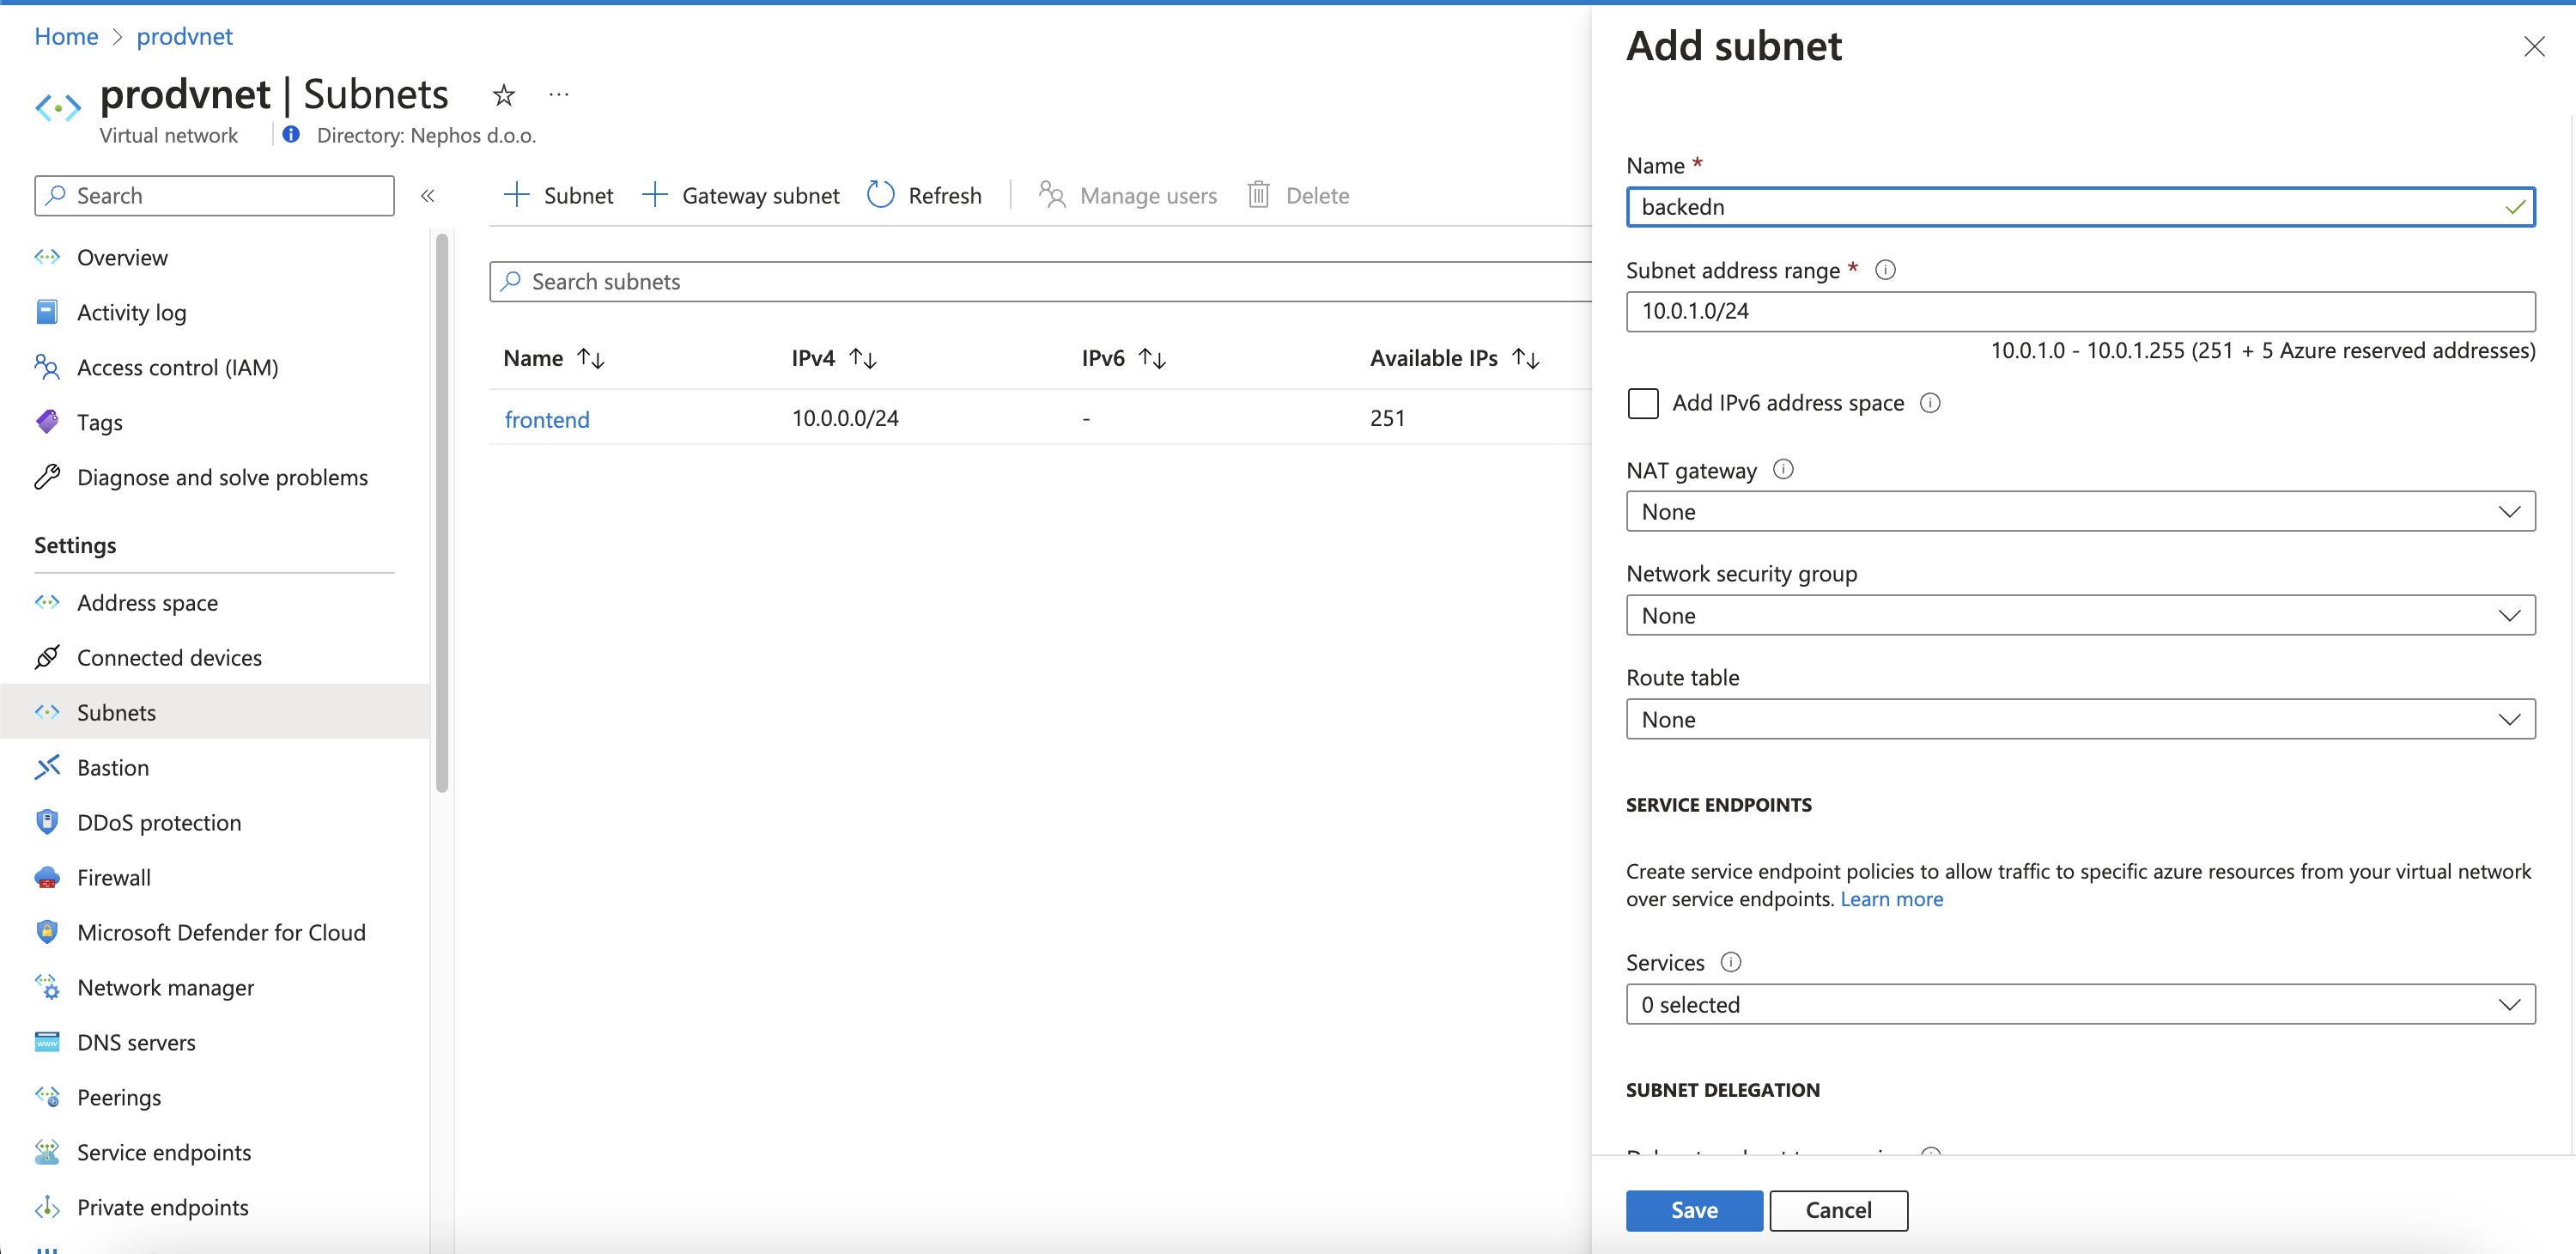 Home > prodvnet
prodvnet | Subnets
Virtual network
Directory: Nephos d.o.o.
Search
Overview
Activity log
Access control (IAM)
Tags
Diagnose and solve problems
Settings
Address space
Connected devices
Subnets
Bastion
DDoS protection
Firewall
Microsoft Defender for Cloud
Network manager
DNS servers
Peerings
Service endpoints
Private endpoints
Subnet
Gateway subnet
Refresh
Manage users
Delete
Search subnets
Name IPv4 IPv6 Available IPs
frontend 10.0.0.0/24 - 251
Add subnet
Name *
backedn
Subnet address range *
10.0.1.0/24
10.0.1.0 - 10.0.1.255 (251 + 5 Azure reserved addresses)
Add IPv6 address space
NAT gateway
None
Network security group
None
Route table
None
SERVICE ENDPOINTS
Create service endpoint policies to allow traffic to specific azure resources from your virtual network
over service endpoints. Learn more
Services
0 selected
SUBNET DELEGATION
Save
Cancel